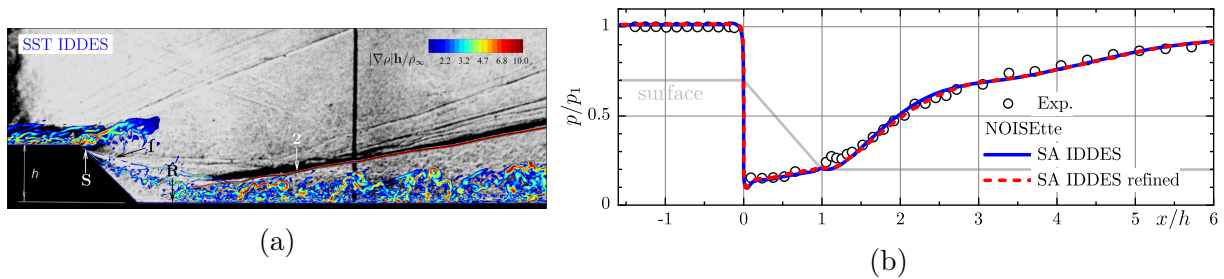 SST IDDES
|∇ρ|h/ρ∞
2.2 3.2 4.7 6.8 10.0
1
2
h
S
R
(a)
p/p1
1
0.5
0
surface
Exp.
NOISEtte
SA IDDES
SA IDDES refined
-1 0 1 2 3 4 5 x/h 6
(b)